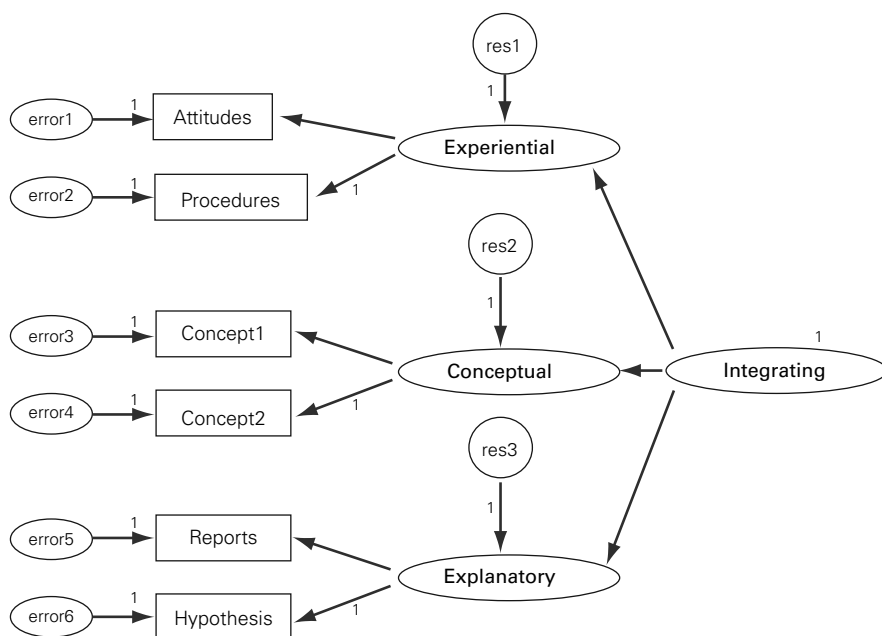 res1
1
error1
1
Attitudes
Experiential
error2
1
Procedures
1
res2
1
error3
1
Concept1
Conceptual
1
Integrating
error4
1
Concept2
1
res3
1
error5
1
Reports
Explanatory
error6
1
Hypothesis
1